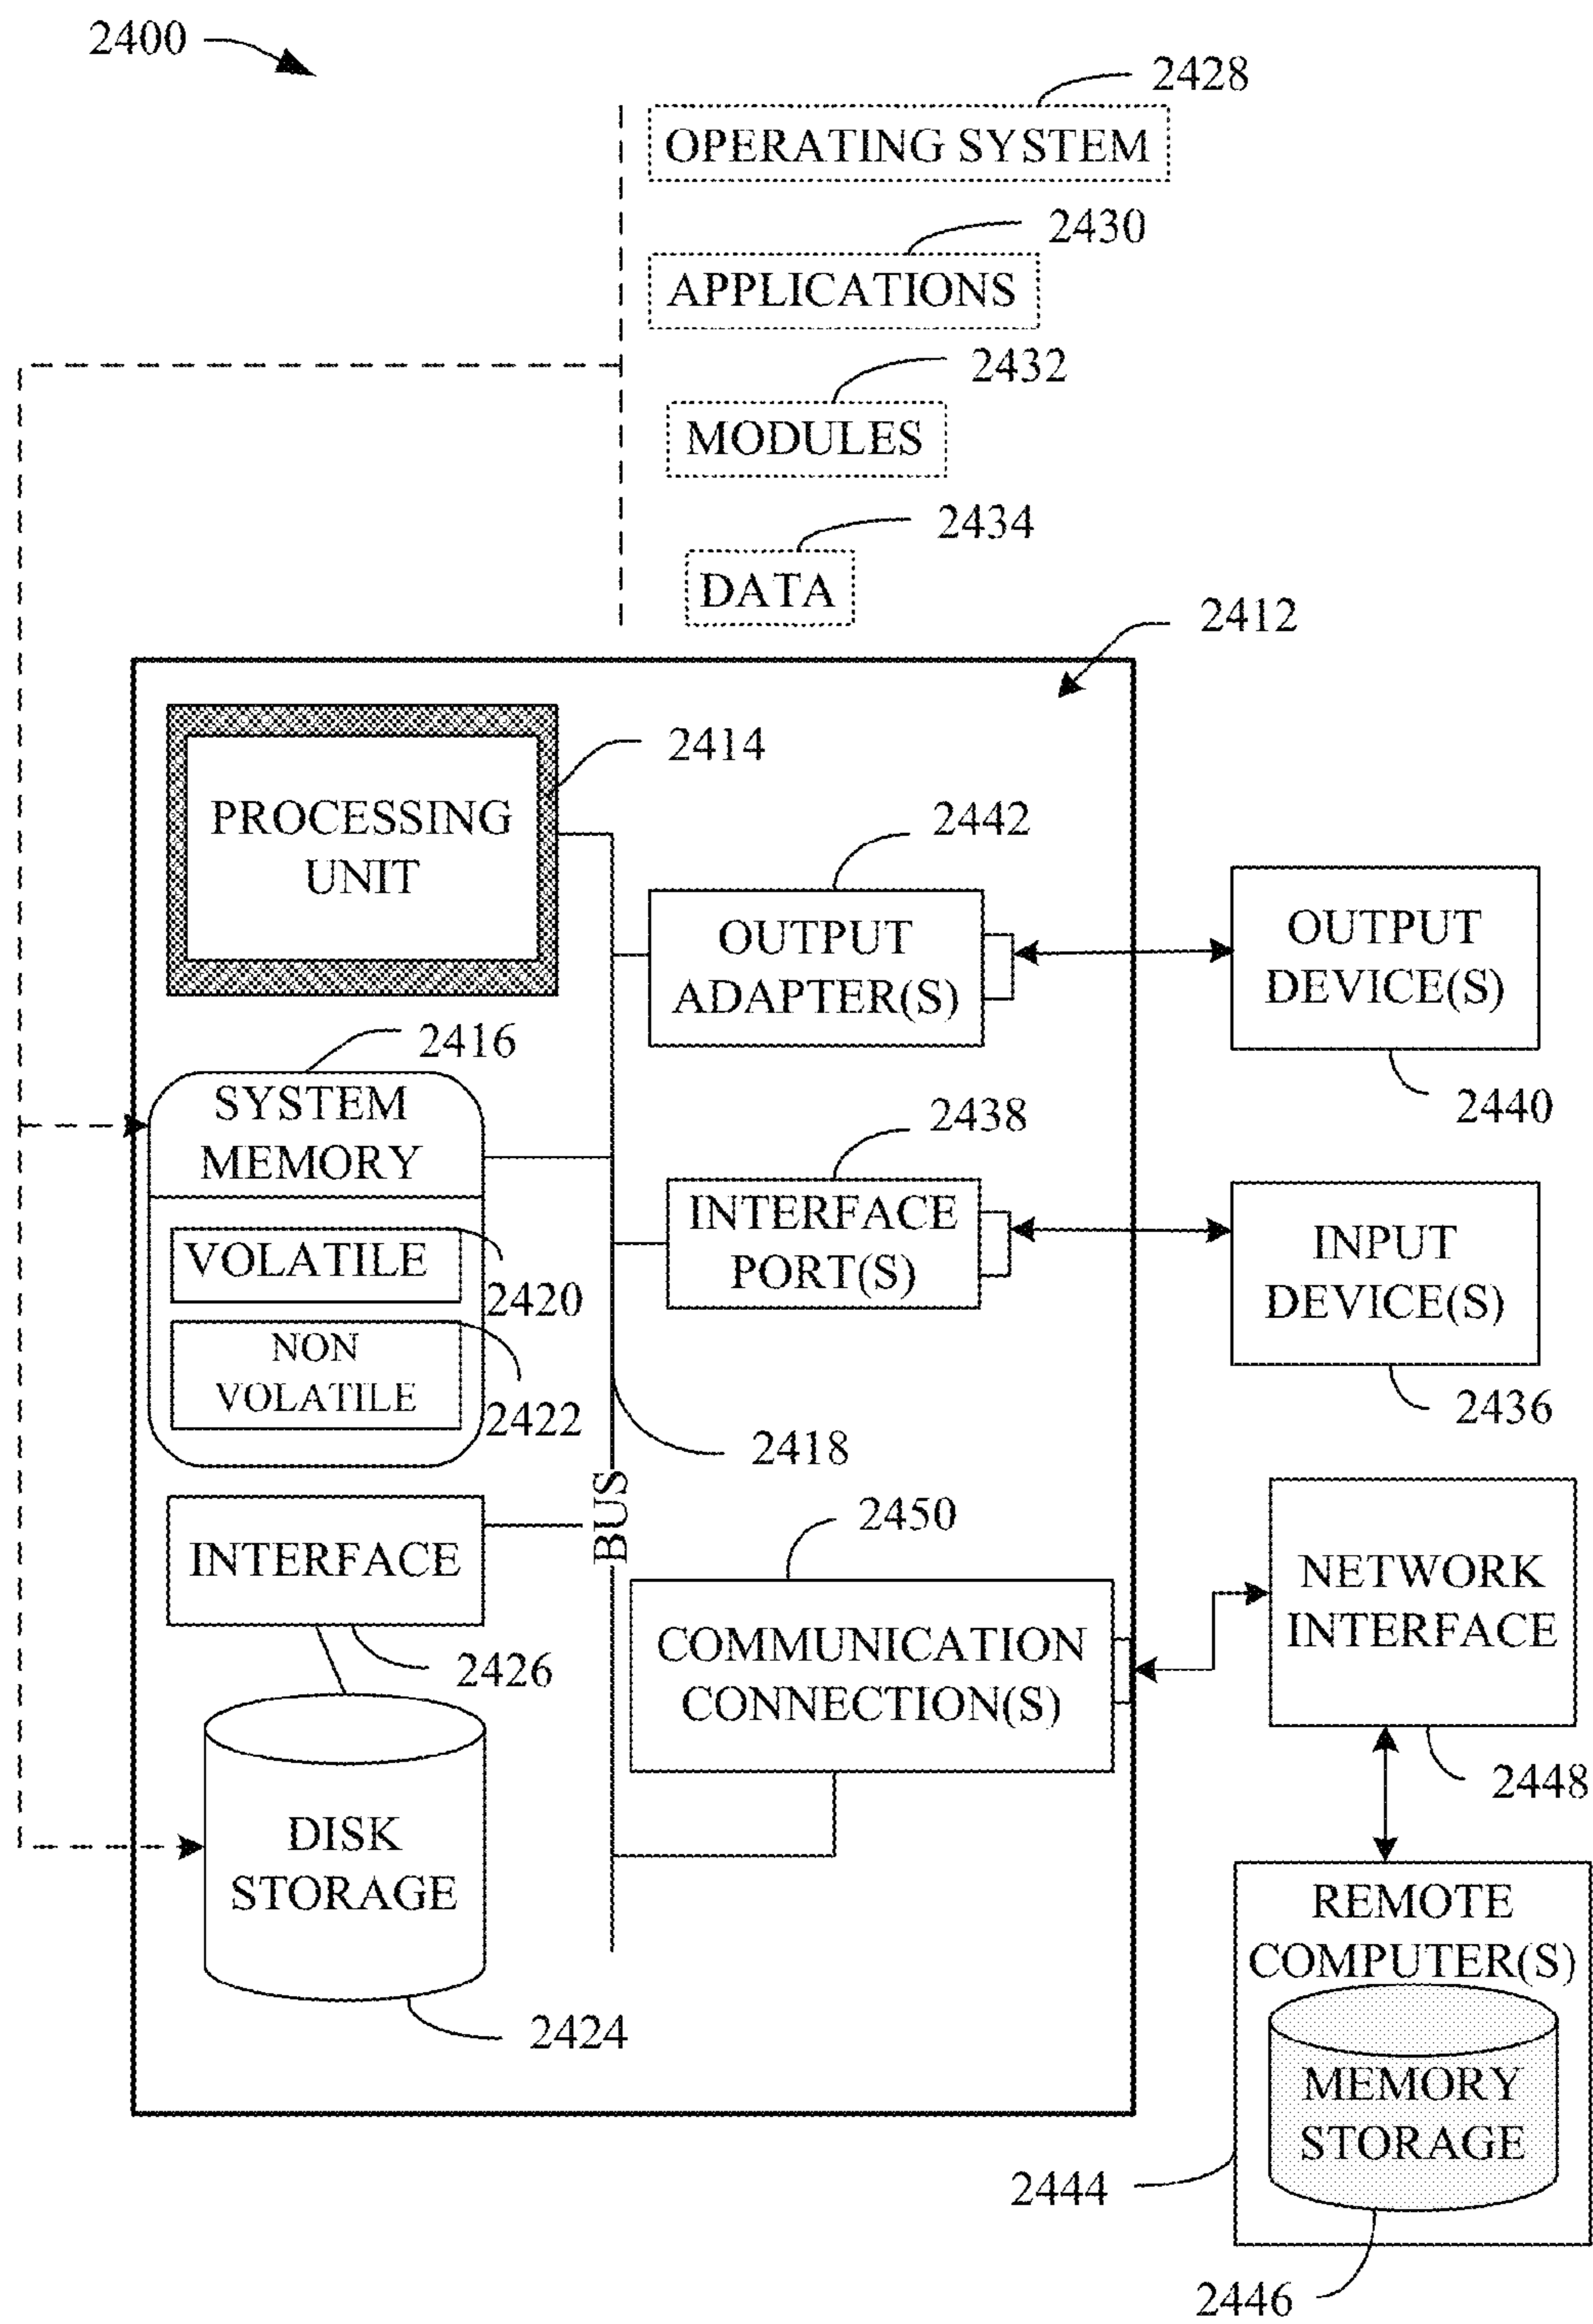 2400
2428
OPERATING SYSTEM
2430
APPLICATIONS
2432
MODULES
2434
DATA
2412
2414
PROCESSING
UNIT
2442
OUTPUT
ADAPTER(S)
OUTPUT
DEVICE(S)
2440
2416
SYSTEM
MEMORY
VOLATILE
2420
NON
VOLATILE
2422
2438
INTERFACE
PORT(S)
INPUT
DEVICE(S)
2436
2418
BUS
INTERFACE
2426
2450
COMMUNICATION
CONNECTION(S)
NETWORK
INTERFACE
2448
DISK
STORAGE
2424
REMOTE
COMPUTER(S)
MEMORY
STORAGE
2444
2446